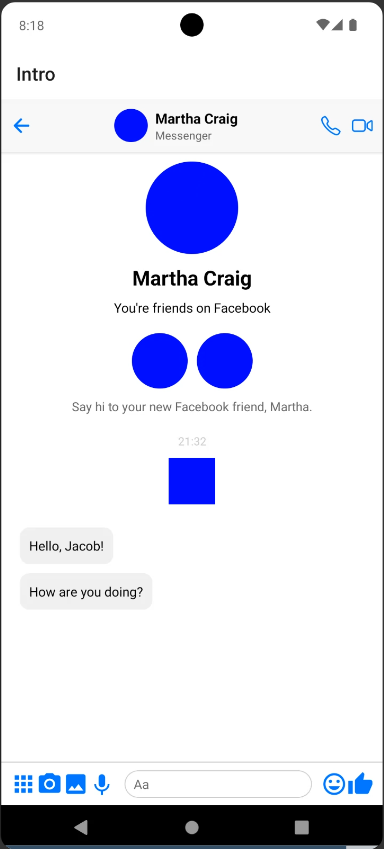 8:18
Intro
Martha Craig
Messenger
Martha Craig
You're friends on Facebook
Say hi to your new Facebook friend, Martha.
21:32
Hello, Jacob!
How are you doing?
Aa